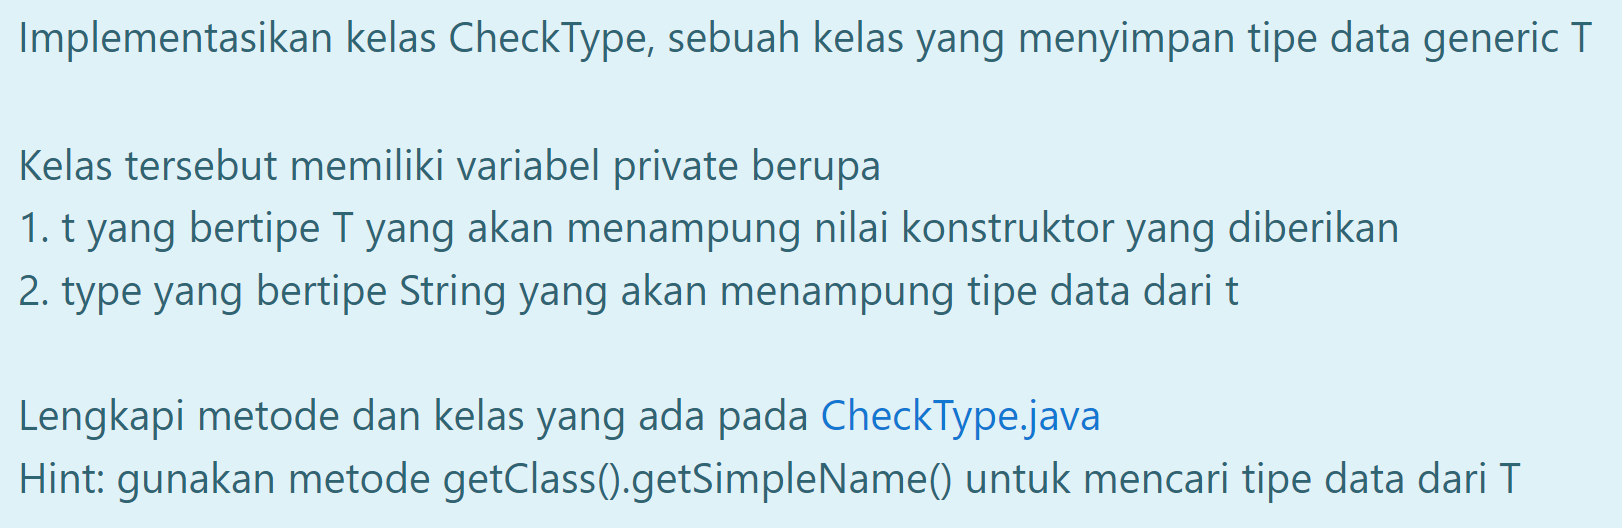 Implementasikan kelas CheckType, sebuah kelas yang menyimpan tipe data generic T
Kelas tersebut memiliki variabel private berupa
1. t yang bertipe T yang akan menampung nilai konstruktor yang diberikan
2. type yang bertipe String yang akan menampung tipe data dari t
Lengkapi metode dan kelas yang ada pada CheckType.java
Hint: gunakan metode getClass().getSimpleName() untuk mencari tipe data dari T